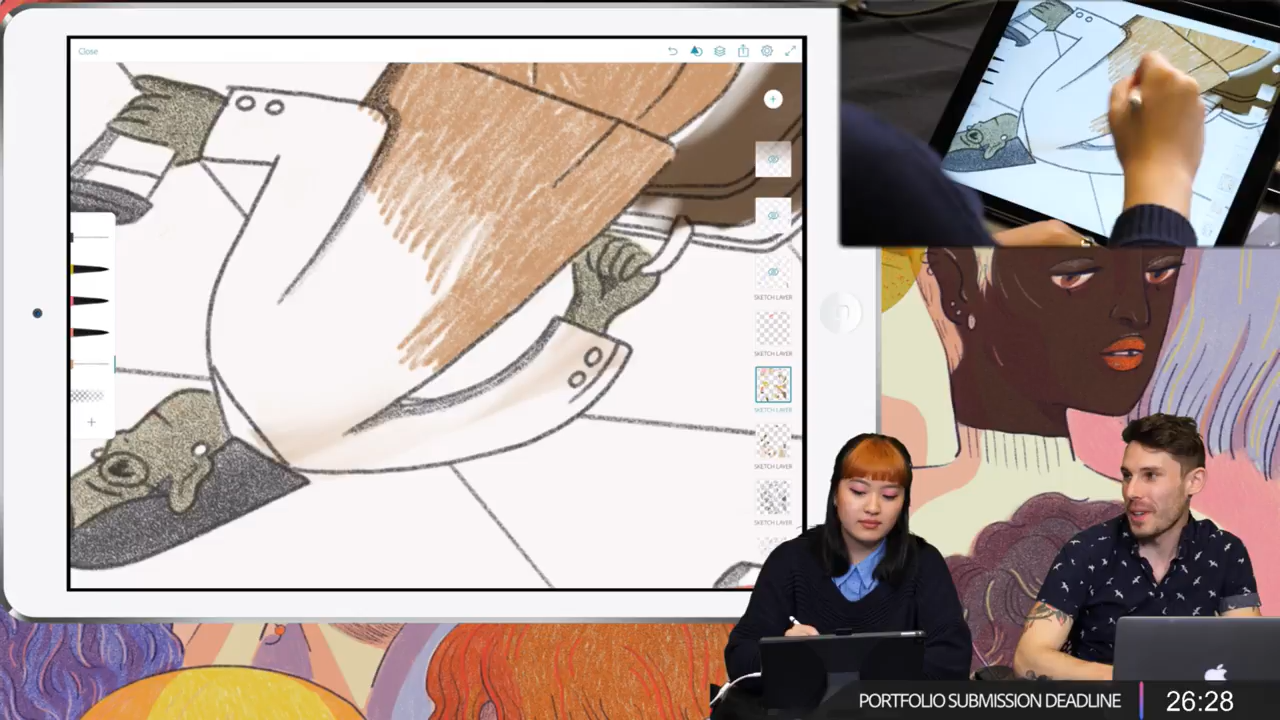 Close
SKETCH LAYER
SKETCH LAYER
SKETCH LAYER
SKETCH LAYER
SKETCH LAYER
PORTFOLIO SUBMISSION DEADLINE
26:28